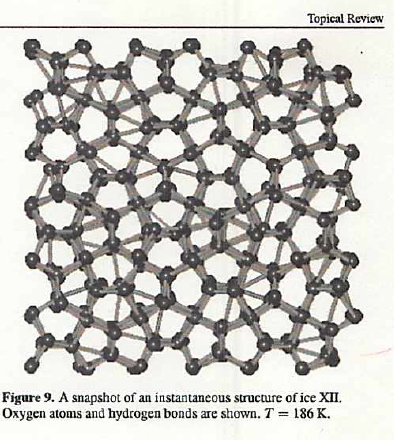 Topical Review
Figure 9. A snapshot of an instantaneous structure of ice XII.
Oxygen atoms and hydrogen bonds are shown. T = 186 K.